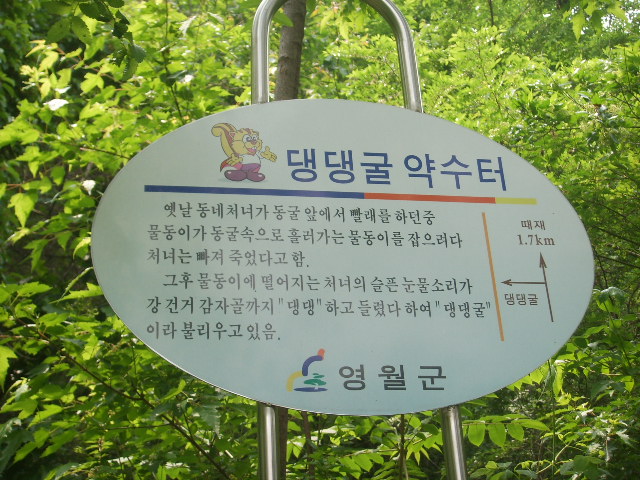 댕댕굴 약수터
옛날 동네처녀가 동굴 앞에서 빨래를 하던중
물동이가 동굴속으로 흘러가는 물동이를 잡으려다
처녀는 빠져 죽었다고함.
그후 물동이에 떨어지는 처녀의 슬픈 눈물소리가
강 건거 감자골까지 "댕댕"하고 들렸다 하여 "댕댕굴"
이라 불리우고 있음.
때재
1.7km
댕댕굴
영월군